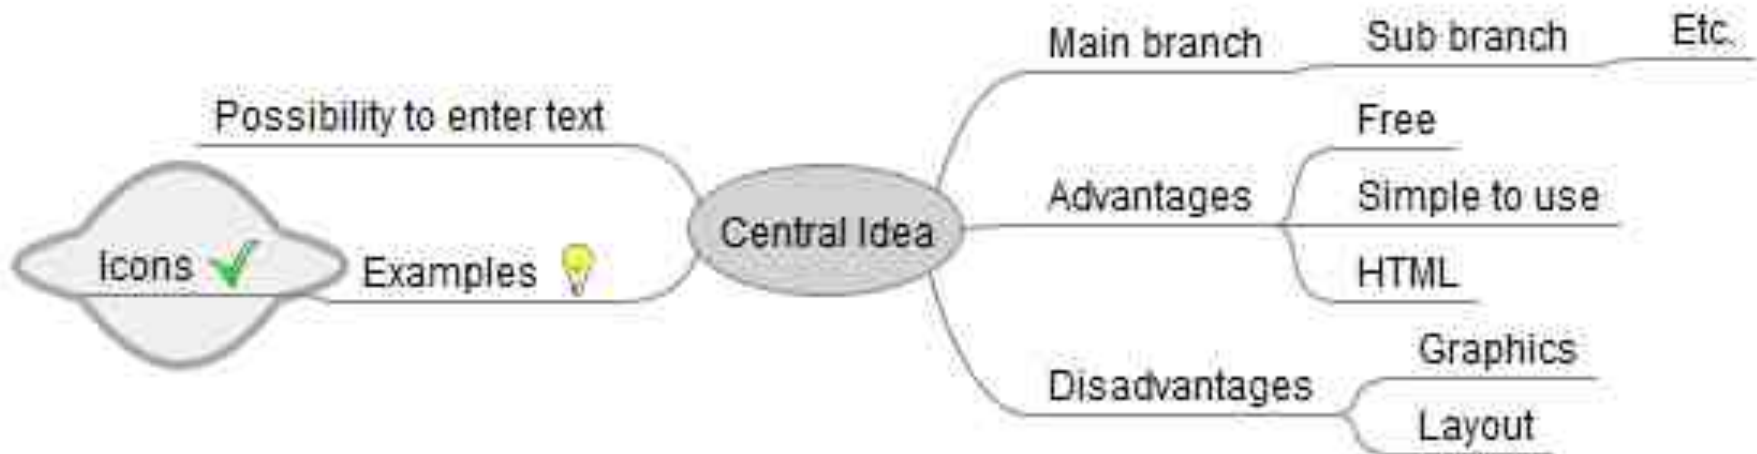 Main branch
Sub branch
Etc.
Possibility to enter text
Free
Advantages
Simple to use
Central Idea
Icons
Examples
HTML
Graphics
Disadvantages
Layout